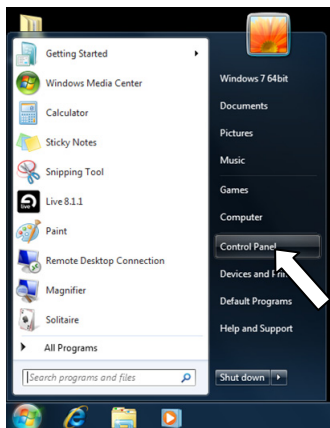 Getting Started
Windows Media Center
Calculator
Sticky Notes
Snipping Tool
Live 8.1.1
Paint
Remote Desktop Connection
Magnifier
Solitaire
All Programs
Search programs and files
Windows 7 64bit
Documents
Pictures
Music
Games
Computer
Control Panel
Devices and
Default Programs
Help and Support
Shut down